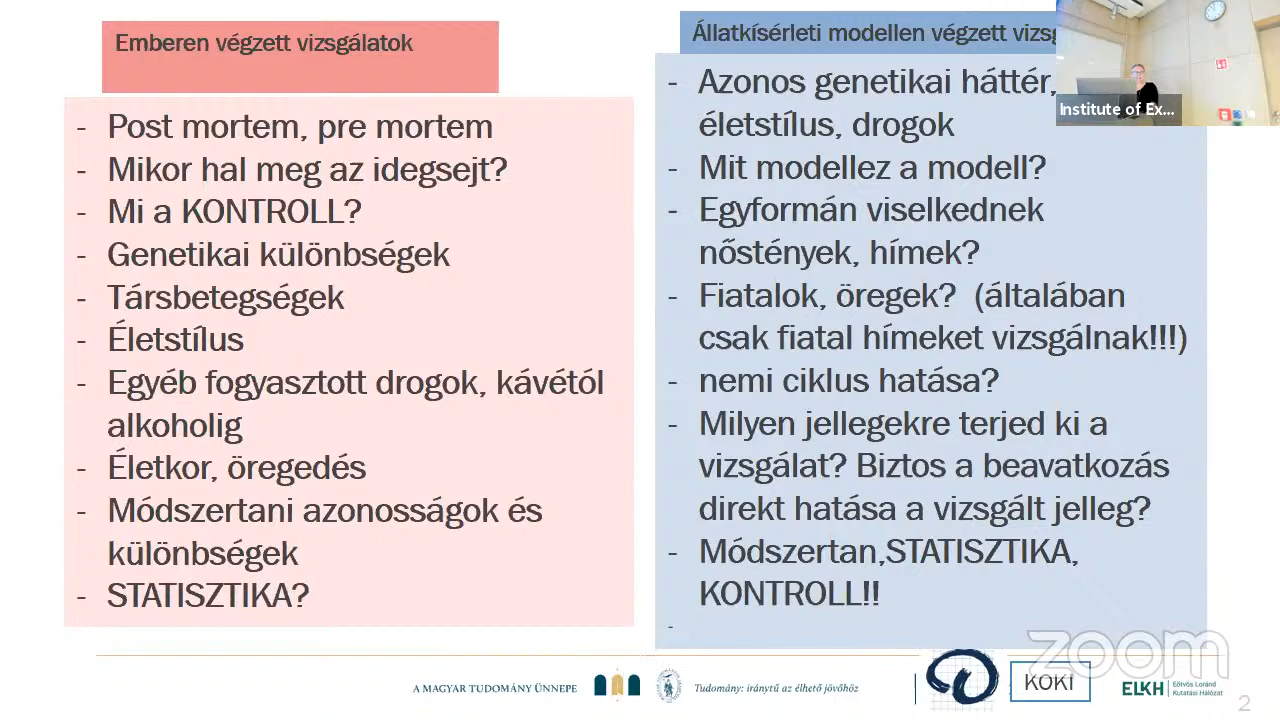 Emberen végzett vizsgálatok
- Post mortem, pre mortem
- Mikor hal meg az idegsejt?
- Mi a KONTROLL?
- Genetikai különbségek
- Társbetegségek
- Életstílus
- Egyéb fogyasztott drogok, kávétól
alkoholig
- Életkor, öregedés
- Módszertani azonosságok és
különbségek
- STATISZTIKA?
Állatkísérleti modellen végzett vizsg
- Azonos genetikai háttér,
életstílus, drogok
- Mit modellez a modell?
- Egyformán viselkednek
nőstények, hímek?
- Fiatalok, öregek? (általában
csak fiatal hímeket vizsgálnak!!!)
- nemi ciklus hatása?
- Milyen jellegekre terjed ki a
vizsgálat? Biztos a beavatkozás
direkt hatása a vizsgált jelleg?
- Módszertan,STATISZTIKA,
KONTROLL!!
-
Institute of Ex...
A MAGYAR TUDOMÁNY ÜNNEPE
Tudomány: iránytű az élhető jövőhöz
KOKI
ELKH
Eötvös Loránd
Kutatási Hálózat
zoom
2